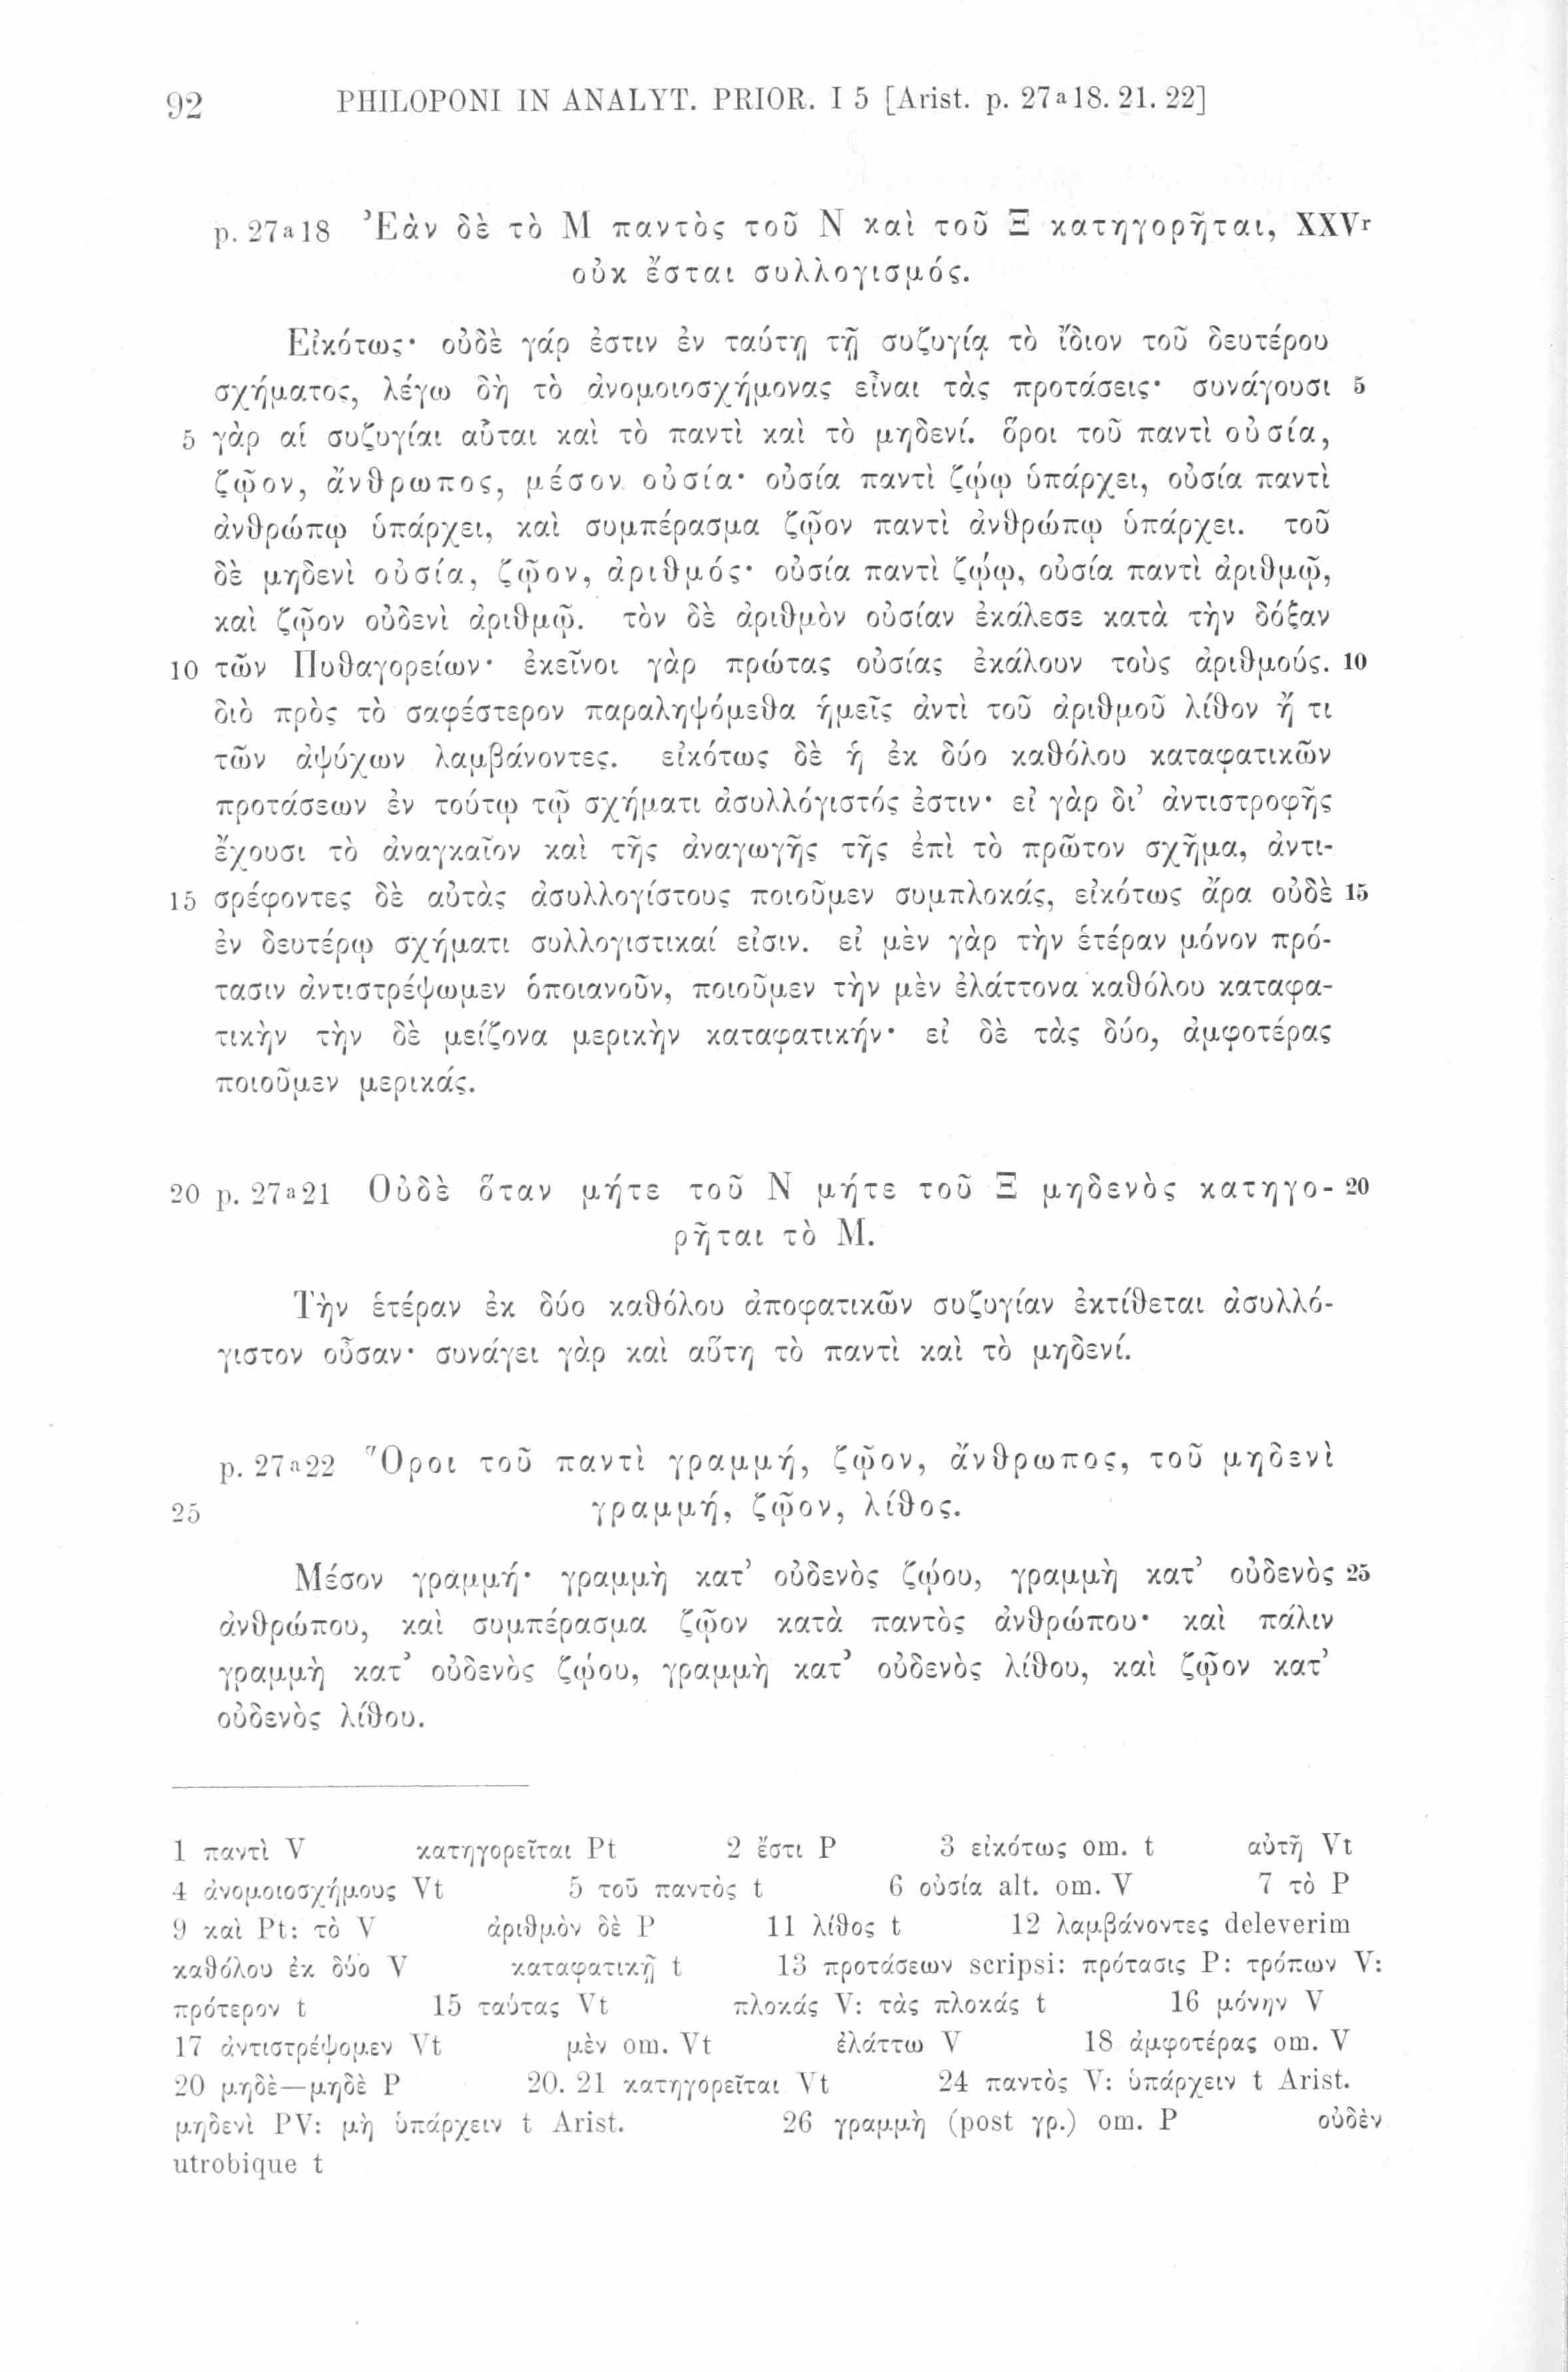 92 PHILOPONI IN ANALYT. PRIOR. I 5 [Arist. p. 27a18. 21. 22]
p. 27a18 Ἐὰν δὲ τὸ Μ παντὸς τοῦ Ν καὶ τοῦ Ξ κατηγορῆται, XXVr
οὐκ ἔσται συλλογισμός.
Εἰκότως· οὐδὲ γάρ ἐστιν ἐν ταύτῃ τῇ συζυγίᾳ τὸ ἴδιον τοῦ δευτέρου
σχήματος, λέγω δὴ τὸ ἀνομοιοσχήμονας εἶναι τὰς προτάσεις· συνάγουσι 5
5 γὰρ αἱ συζυγίαι αὗται καὶ τὸ παντὶ καὶ τὸ μηδενί. ὅροι τοῦ παντὶ οὐσία,
ζῷον, ἄνθρωπος, μέσον οὐσία· οὐσία παντὶ ζῴῳ ὑπάρχει, οὐσία παντὶ
ἀνθρώπῳ ὑπάρχει, καὶ συμπέρασμα ζῷον παντὶ ἀνθρώπῳ ὑπάρχει. τοῦ
δὲ μηδενὶ οὐσία, ζῷον, ἀριθμός· οὐσία παντὶ ζῴῳ, οὐσία παντὶ ἀριθμῷ,
καὶ ζῷον οὐδενὶ ἀριθμῷ. τὸν δὲ ἀριθμὸν οὐσίαν ἐκάλεσε κατὰ τὴν δόξαν
10 τῶν Πυθαγορείων· ἐκεῖνοι γὰρ πρώτας οὐσίας ἐκάλουν τοὺς ἀριθμούς. 10
διὸ πρὸς τὸ σαφέστερον παραληψόμεθα ἡμεῖς ἀντὶ τοῦ ἀριθμοῦ λίθον ἤ τι
τῶν ἀψύχων λαμβάνοντες. εἰκότως δὲ ἡ ἐκ δύο καθόλου καταφατικῶν
προτάσεων ἐν τούτῳ τῷ σχήματι ἀσυλλόγιστός ἐστιν· εἰ γὰρ δι’ ἀντιστροφῆς
ἔχουσι τὸ ἀναγκαῖον καὶ τῆς ἀναγωγῆς τῆς ἐπὶ τὸ πρῶτον σχῆμα, ἀντι-
15 σρέφοντες δὲ αὐτὰς ἀσυλλογίστους ποιοῦμεν συμπλοκάς, εἰκότως ἄρα οὐδὲ 15
ἐν δευτέρῳ σχήματι συλλογιστικαί εἰσιν. εἰ μὲν γὰρ τὴν ἑτέραν μόνον πρό-
τασιν ἀντιστρέψωμεν ὁποιανοῦν, ποιοῦμεν τὴν μὲν ἐλάττονα καθόλου καταφα-
τικὴν τὴν δὲ μείζονα μερικὴν καταφατικήν· εἰ δὲ τὰς δύο, ἀμφοτέρας
ποιοῦμεν μερικάς.
20 p. 27a21 Οὐδὲ ὅταν μήτε τοῦ Ν μήτε τοῦ Ξ μηδενὸς κατηγο- 20
ρῆται τὸ Μ.
Τὴν ἑτέραν ἐκ δύο καθόλου ἀποφατικῶν συζυγίαν ἐκτίθεται ἀσυλλό-
γιστον οὖσαν· συνάγει γὰρ καὶ αὕτη τὸ παντὶ καὶ τὸ μηδενί.
p. 27a22 Ὅροι τοῦ παντὶ γραμμή, ζῷον, ἄνθρωπος, τοῦ μηδενὶ
25 γραμμή, ζῷον, λίθος.
Μέσον γραμμή· γραμμὴ κατ’ οὐδενὸς ζῴου, γραμμὴ κατ’ οὐδενὸς 25
ἀνθρώπου, καὶ συμπέρασμα ζῷον κατὰ παντὸς ἀνθρώπου· καὶ πάλιν
γραμμὴ κατ’ οὐδενὸς ζῴου, γραμμὴ κατ’ οὐδενὸς λίθου, καὶ ζῷον κατ’
οὐδενὸς λίθου.
1 παντὶ V κατηγορεῖται Pt 2 ἔστι P 3 εἰκότως om. t αὐτῇ Vt
4 ἀνομοιοσχήμους Vt 5 τοῦ παντὸς t 6 οὐσία alt. om. V 7 τὸ P
9 καὶ Pt: τὸ V ἀριθμὸν δὲ P 11 λίθος t 12 λαμβάνοντες deleverim
καθόλου ἐκ δύο V καταφατικῇ t 13 προτάσεων scripsi: πρότασις P: τρόπων V:
πρότερον t 15 ταύτας Vt πλοκάς V: τὰς πλοκάς t 16 μόνην V
17 ἀντιστρέψομεν Vt μὲν om. Vt ἐλάττω V 18 ἀμφοτέρας om. V
20 μηδὲ—μηδὲ P 20. 21 κατηγορεῖται Vt 24 παντὸς V: ὑπάρχειν t Arist.
μηδενὶ PV: μὴ ὑπάρχειν t Arist. 26 γραμμὴ (post γρ.) om. P οὐδὲν
utrobique t